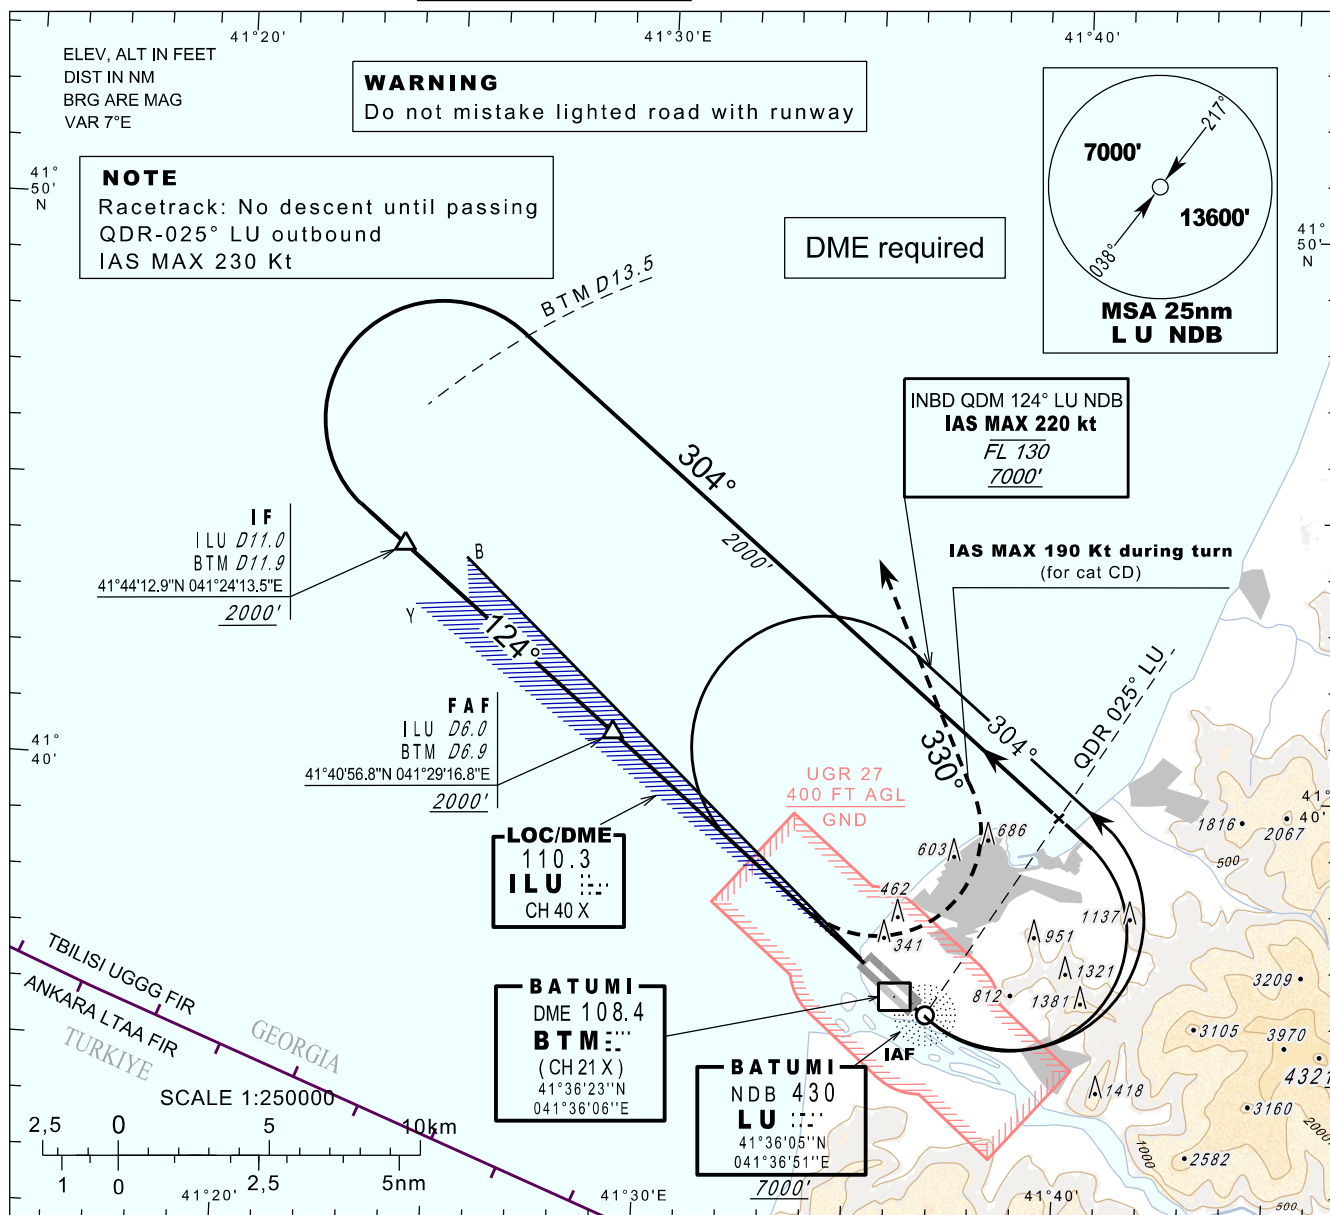 41°20'
41°30'E
41°40'
ELEV, ALT IN FEET
DIST IN NM
BRG ARE MAG
VAR 7°E
WARNING
Do not mistake lighted road with runway
217°
7000'
13600'
038°
MSA 25nm
LU NDB
41°
50'
N
NOTE
Racetrack: No descent until passing
QDR-025° LU outbound
IAS MAX 230 Kt
DME required
41°
50'
N
BTM D13.5
INBD QDM 124° LU NDB
IAS MAX 220 kt
FL 130
7000'
304°
2000'
IF
ILU D11.0
BTM D11.9
41°44'12.9"N 041°24'13.5"E
2000'
B
Y
124°
IAS MAX 190 Kt during turn
(for cat CD)
QDR 025° LU
FAF
ILU D6.0
BTM D6.9
41°40'56.8"N 041°29'16.8"E
2000'
41°
40'
304°
330°
UGR 27
400 FT AGL
GND
41°
40'
LOC/DME
110.3
ILU
CH 40 X
603
686
462
341
1816
2067
500
1137
951
1321
1381
812
3209
3105
3970
4321
3160
2582
1418
1000
2000
500
TBILISI UGGG FIR
ANKARA LTAA FIR
GEORGIA
TURKIYE
BATUMI
DME 108.4
BTM
(CH 21 X)
41°36'23"N
041°36'06"E
IAF
BATUMI
NDB 430
LU
41°36'05"N
041°36'51"E
7000'
SCALE 1:250000
2,5 0 5 10km
1 0 2,5 5nm
41°20'
41°30'E
41°40'